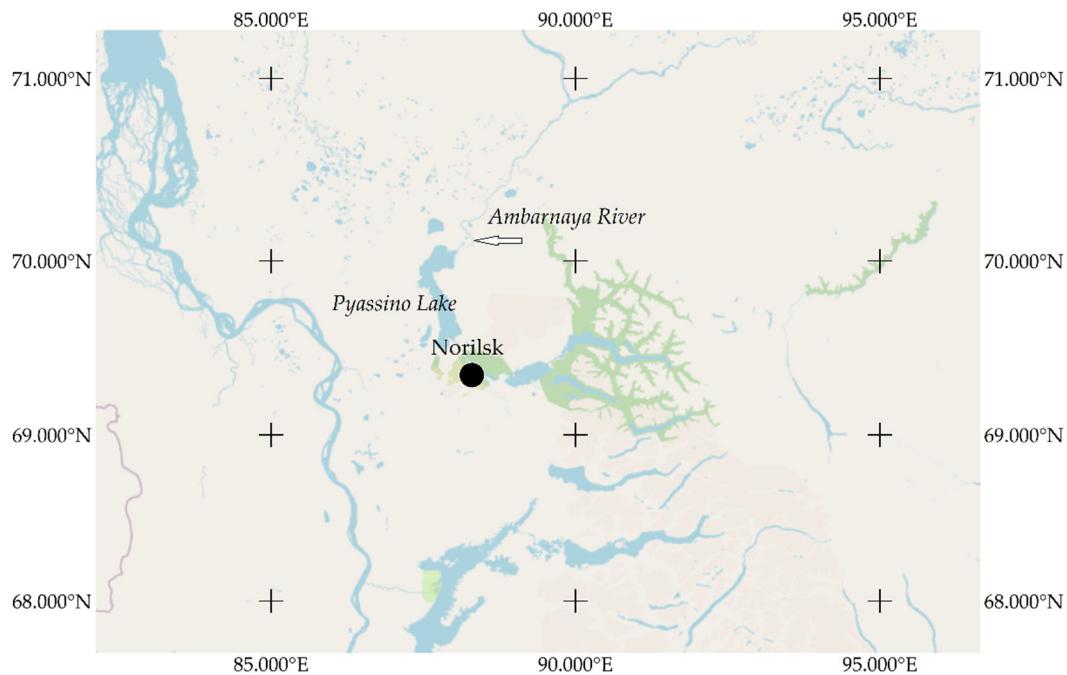 85.000°E 90.000°E 95.000°E
71.000°N 71.000°N
Ambarnaya River
70.000°N 70.000°N
Pyassino Lake
Norilsk
69.000°N 69.000°N
68.000°N 68.000°N
85.000°E 90.000°E 95.000°E